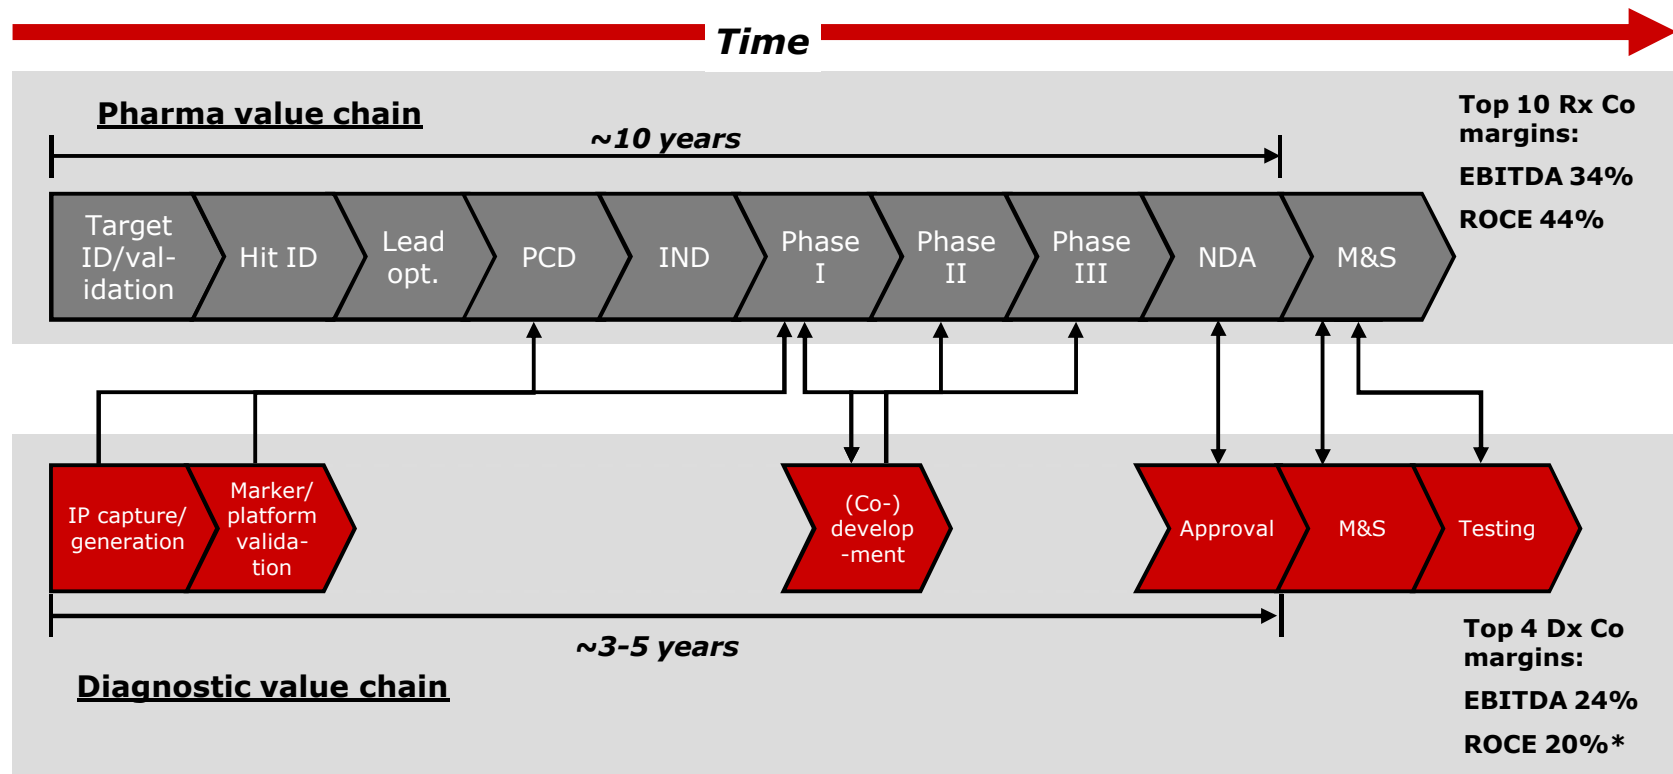 Time
Pharma value chain
~10 years
Top 10 Rx Co
margins:
EBITDA 34%
ROCE 44%
Target
ID/val-
idation
Hit ID
Lead
opt.
PCD
IND
Phase
I
Phase
II
Phase
III
NDA
M&S
IP capture/
generation
Marker/
platform
valida-
tion
(Co-)
develop
-ment
Approval
M&S
Testing
~3-5 years
Diagnostic value chain
Top 4 Dx Co
margins:
EBITDA 24%
ROCE 20%*